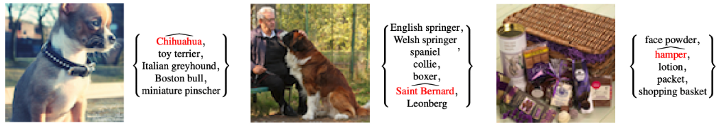 Chihuahua,
toy terrier,
Italian greyhound,
Boston bull,
miniature pinscher
English springer,
Welsh springer
spaniel ,
collie,
boxer,
Saint Bernard,
Leonberg
face powder,
hamper,
lotion,
packet,
shopping basket